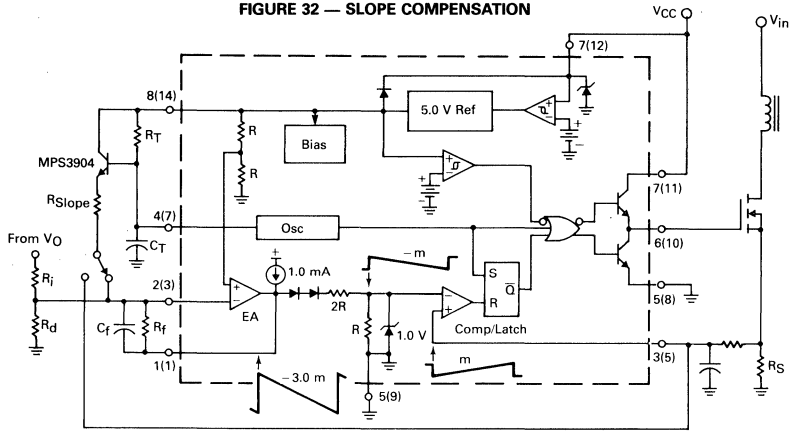 FIGURE 32 — SLOPE COMPENSATION
VCC
Vin
7(12)
8(14)
5.0 V Ref
RT
R
Bias
MPS3904
R
RSlope
7(11)
4(7)
Osc
6(10)
From VO
CT
1.0 mA
− m
Ri
S
Q
2(3)
R
5(8)
EA
2R
Cf
Rf
Rd
R
1.0 V
Comp/Latch
3(5)
1(1)
m
RS
− 3.0 m
5(9)